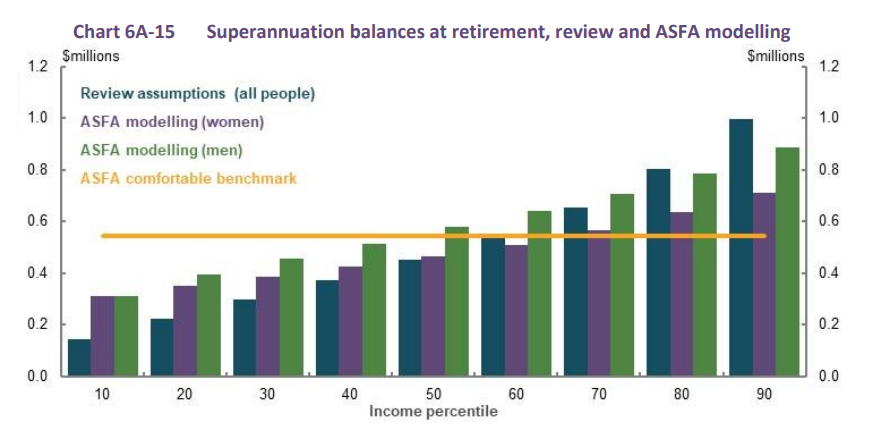 Chart 6A-15 Superannuation balances at retirement, review and ASFA modelling
$millions $millions
1.2 1.2
Review assumptions (all people)
1.0 1.0
ASFA modelling (women)
ASFA modelling (men)
0.8 0.8
ASFA comfortable benchmark
0.6 0.6
0.4 0.4
0.2 0.2
0.0 0.0
10 20 30 40 50 60 70 80 90
Income percentile